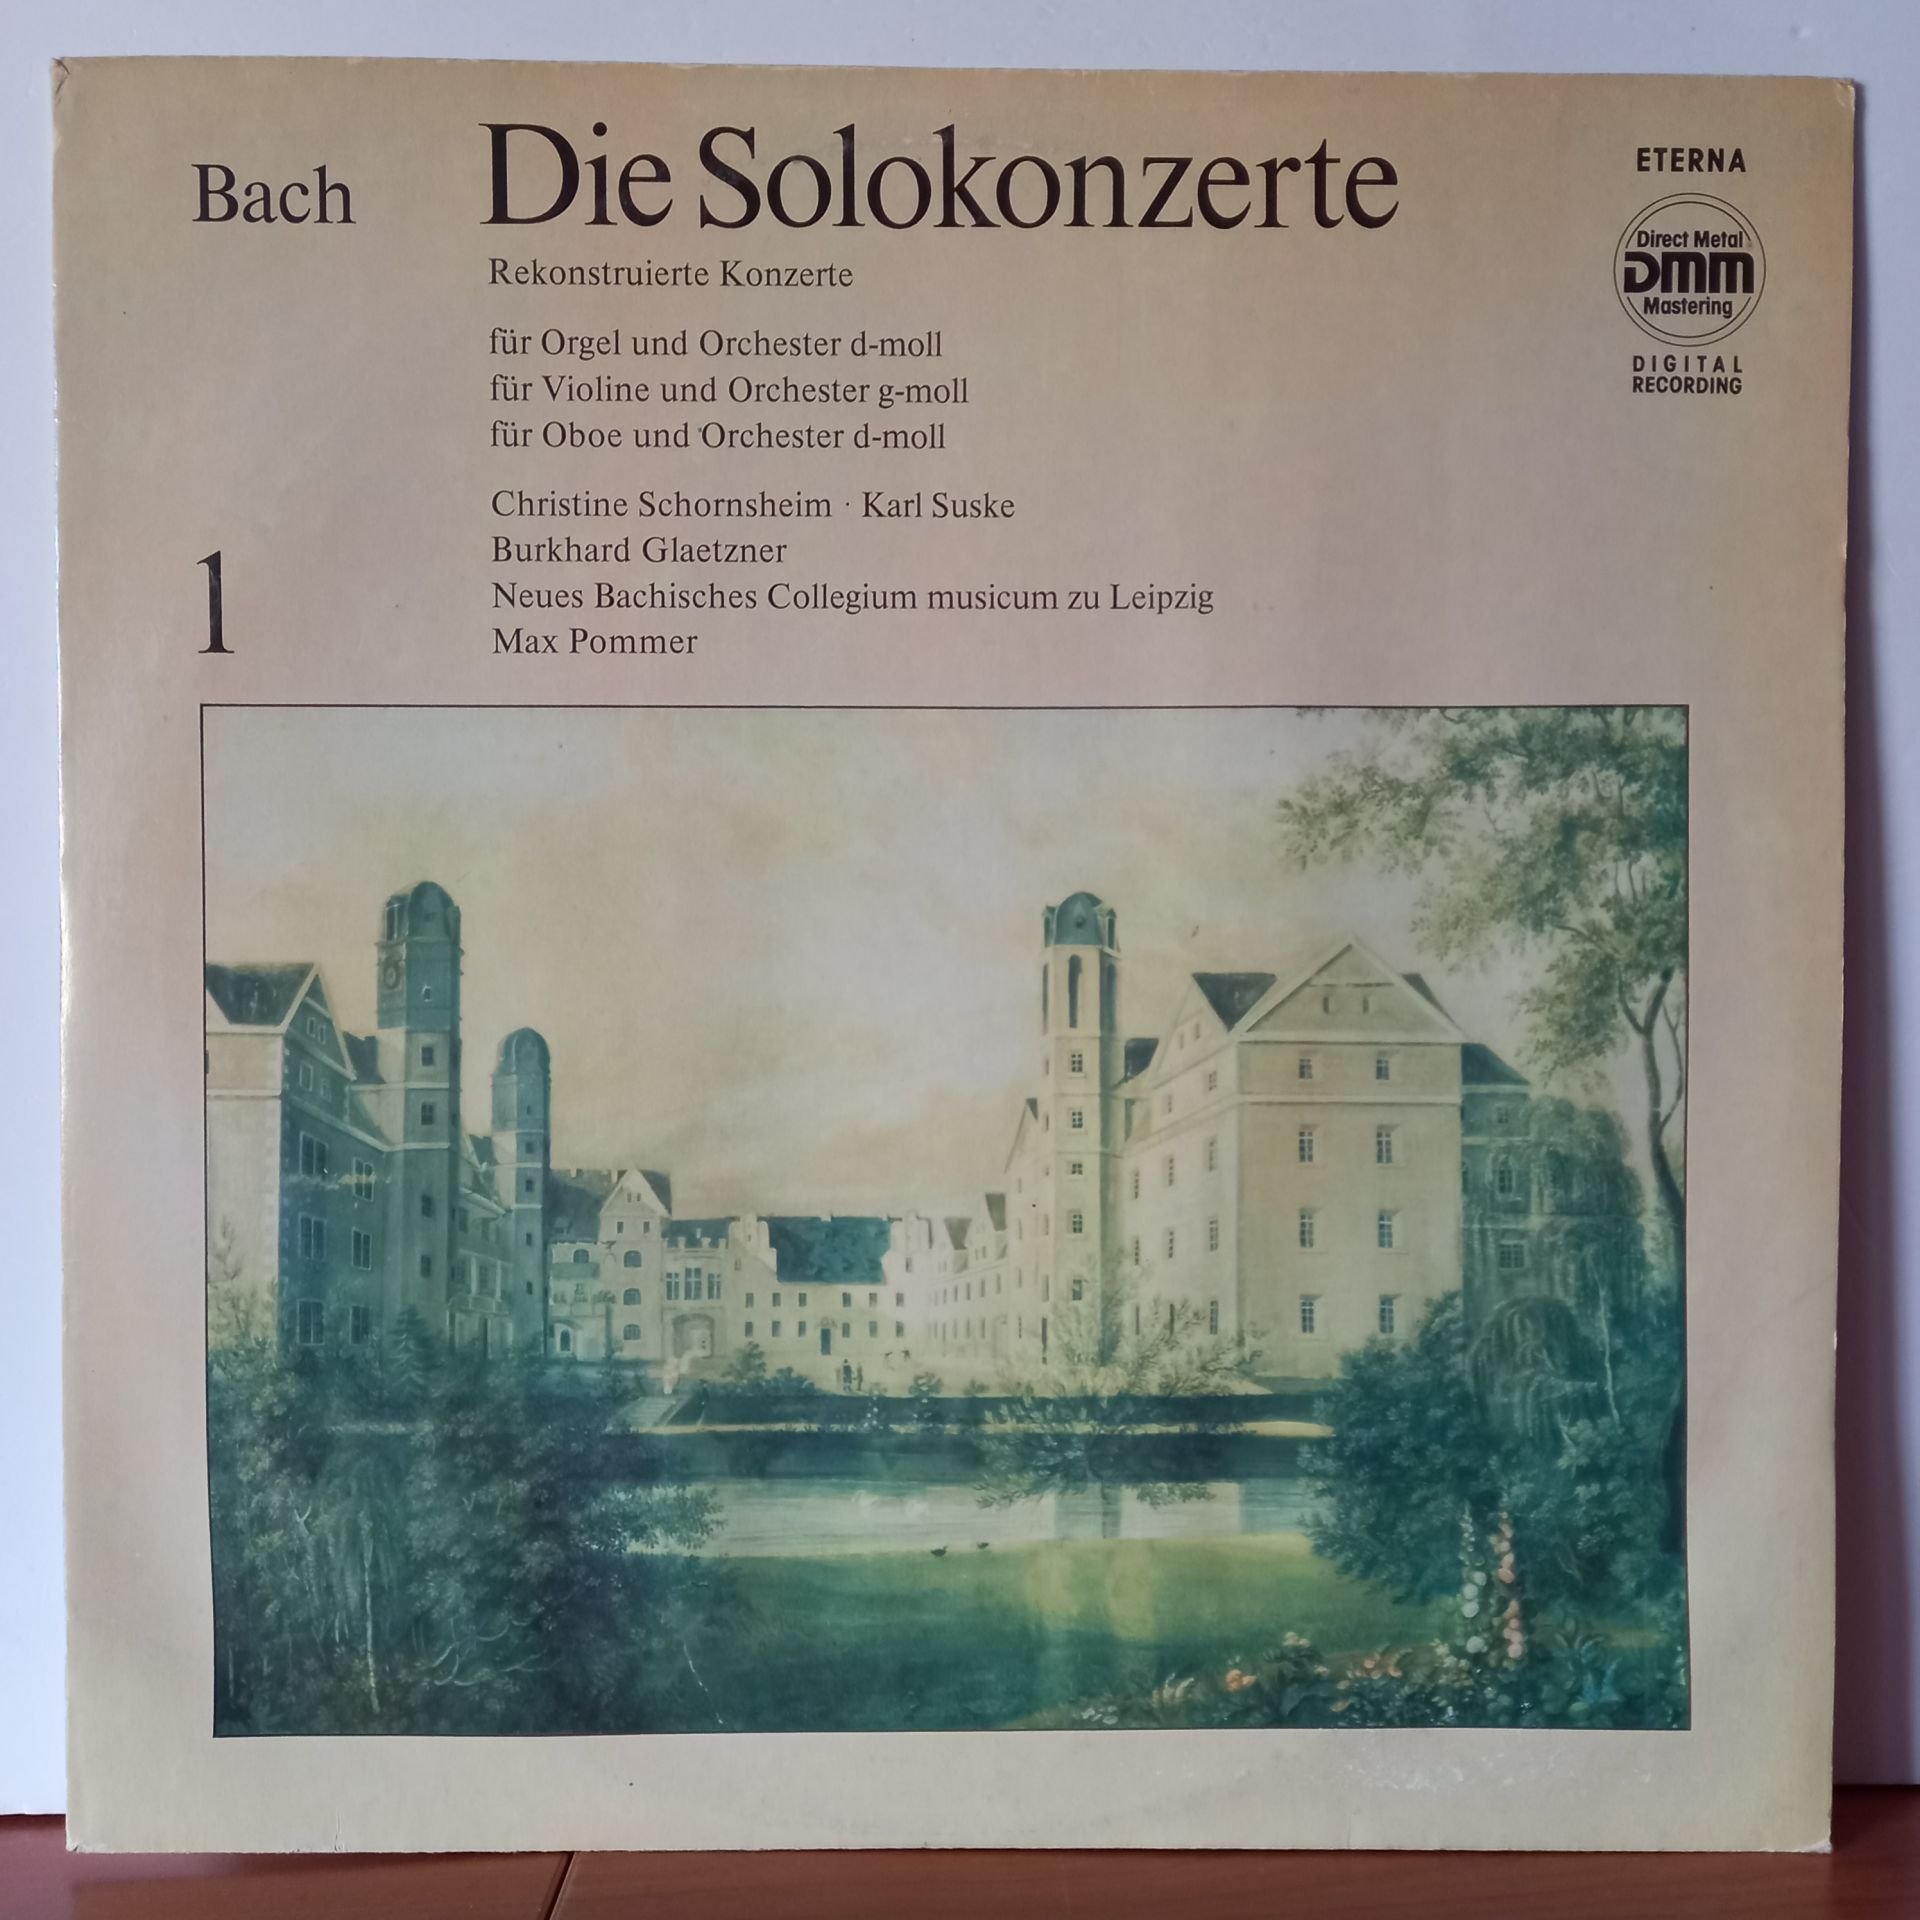 Bach
Die Solokonzerte
Rekonstruierte Konzerte
für Orgel und Orchester d-moll
für Violine und Orchester g-moll
für Oboe und Orchester d-moll
Christine Schornsheim · Karl Suske
Burkhard Glaetzner
Neues Bachisches Collegium musicum zu Leipzig
Max Pommer
1
ETERNA
Direct Metal
DMM
Mastering
DIGITAL
RECORDING